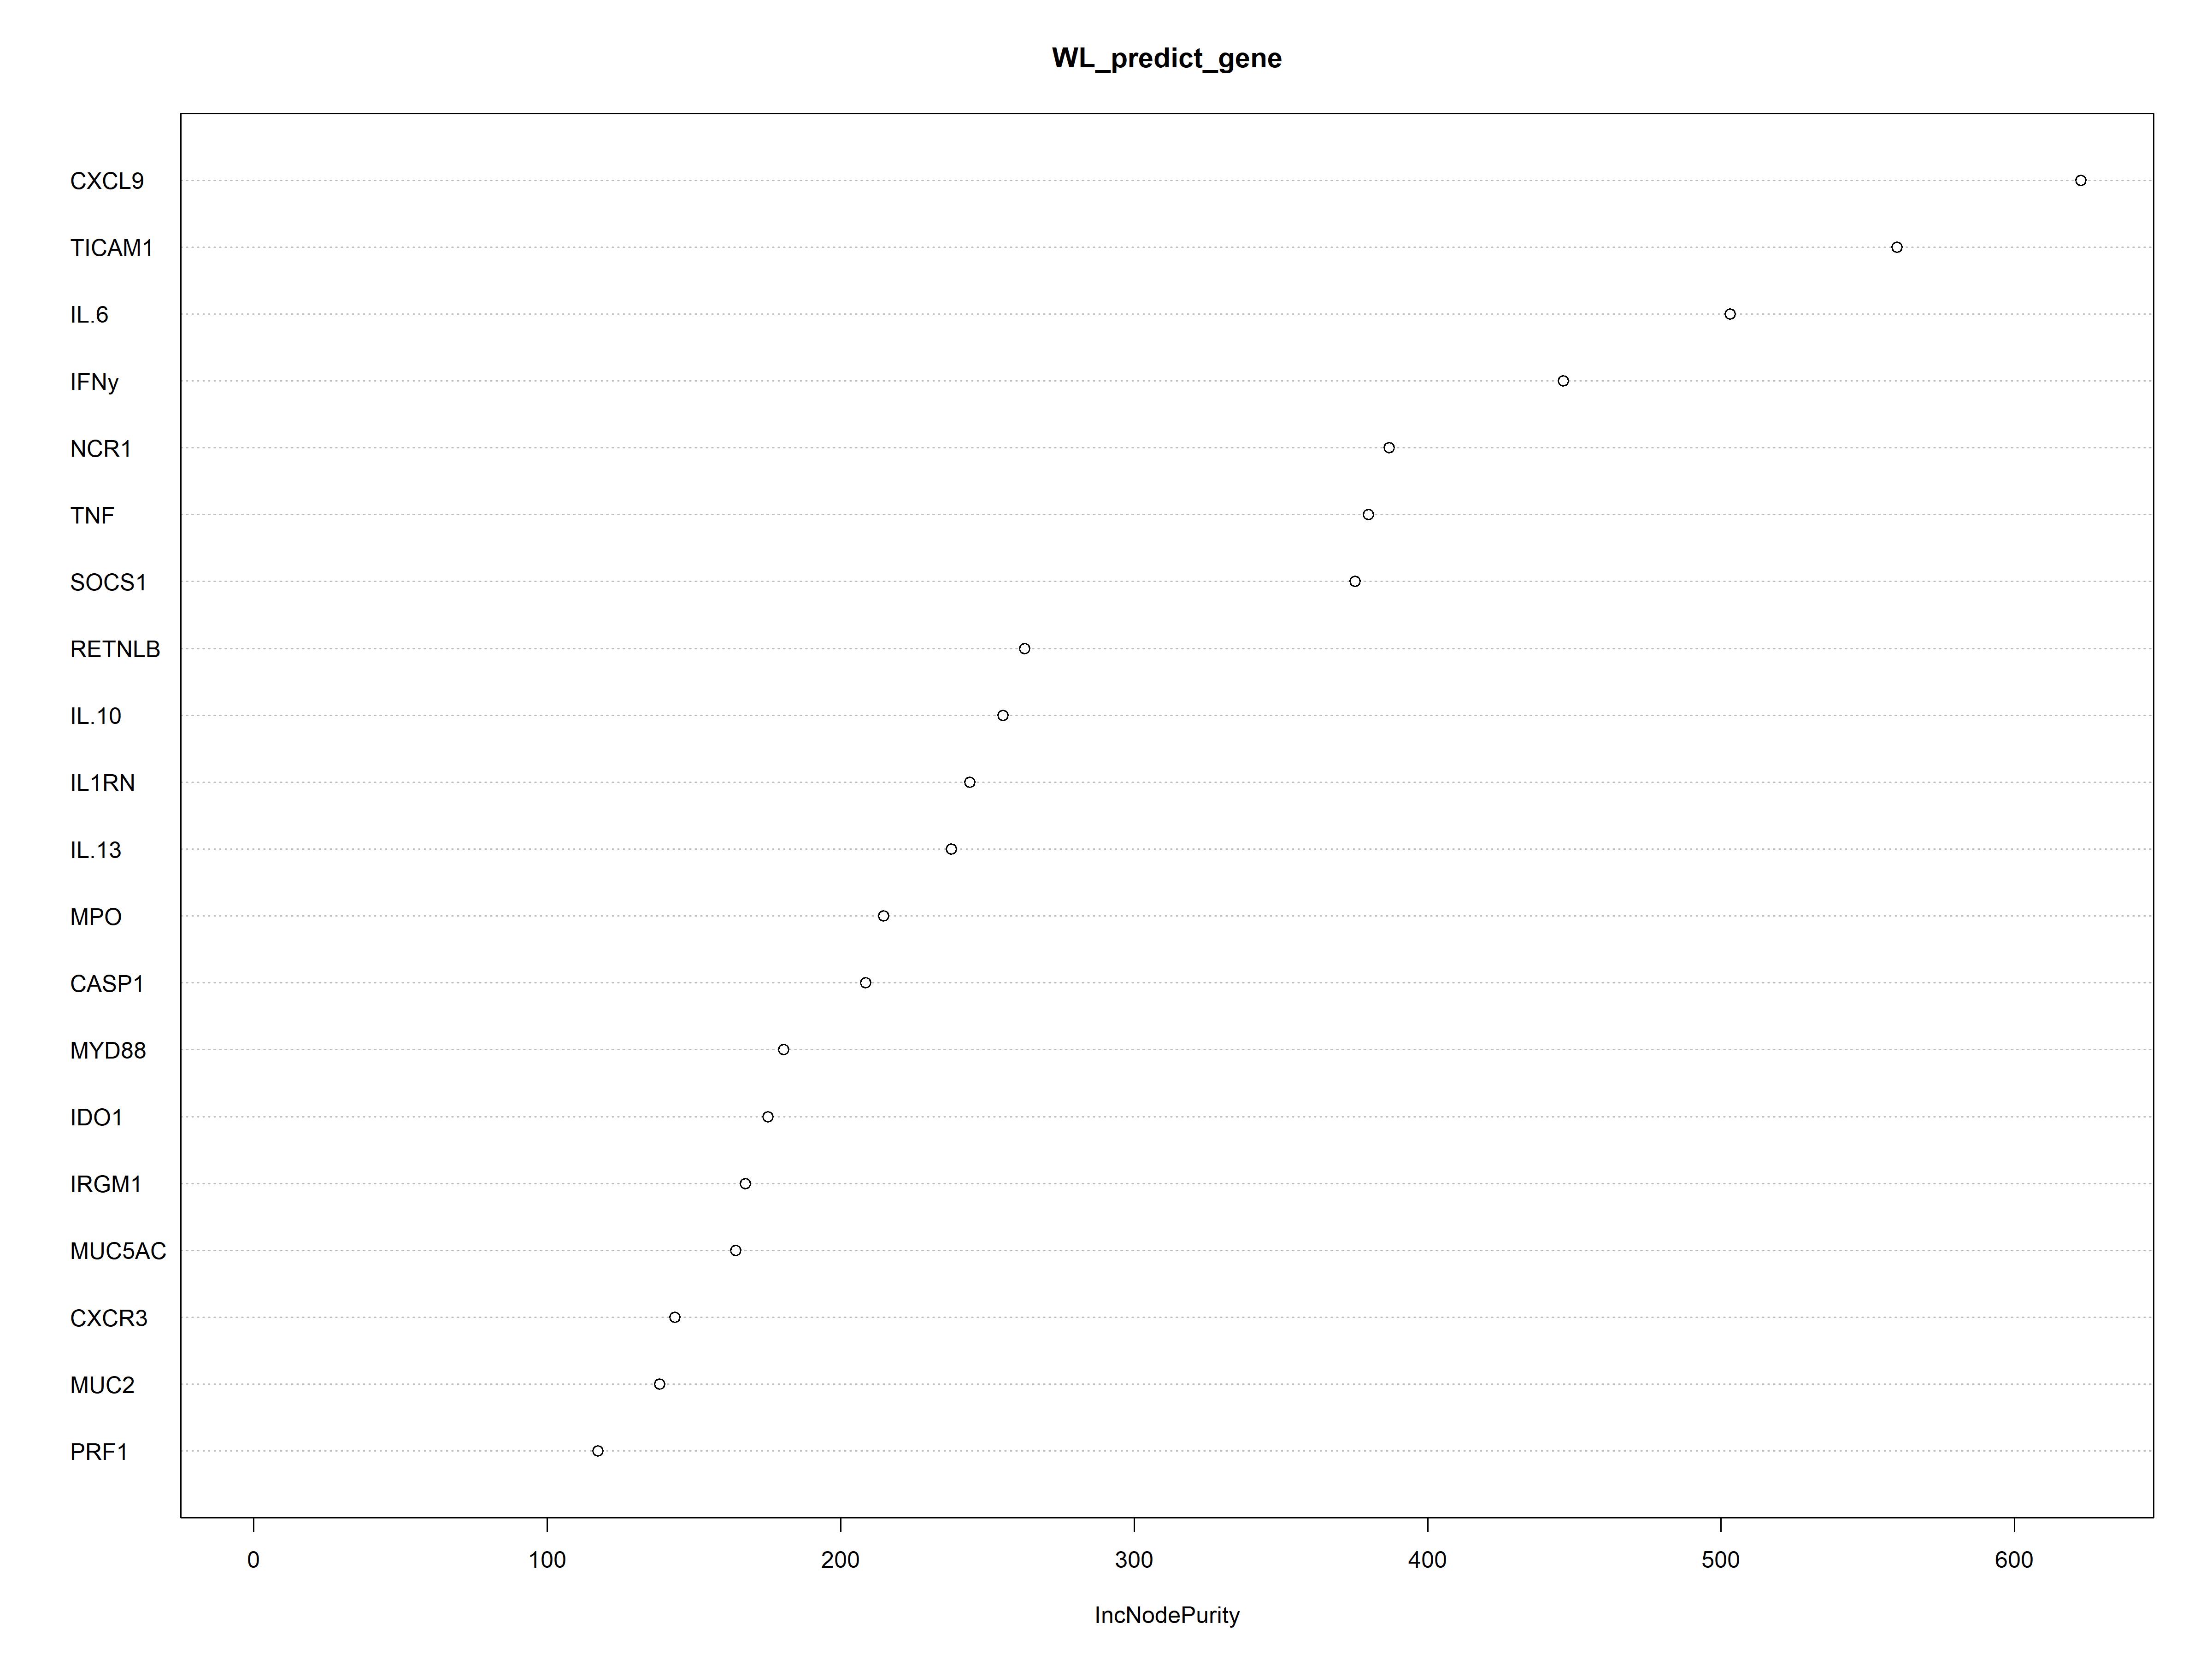 WL_predict_gene
CXCL9
TICAM1
IL.6
IFNy
NCR1
TNF
SOCS1
RETNLB
IL.10
IL1RN
IL.13
MPO
CASP1
MYD88
IDO1
IRGM1
MUC5AC
CXCR3
MUC2
PRF1
0 100 200 300 400 500 600
IncNodePurity